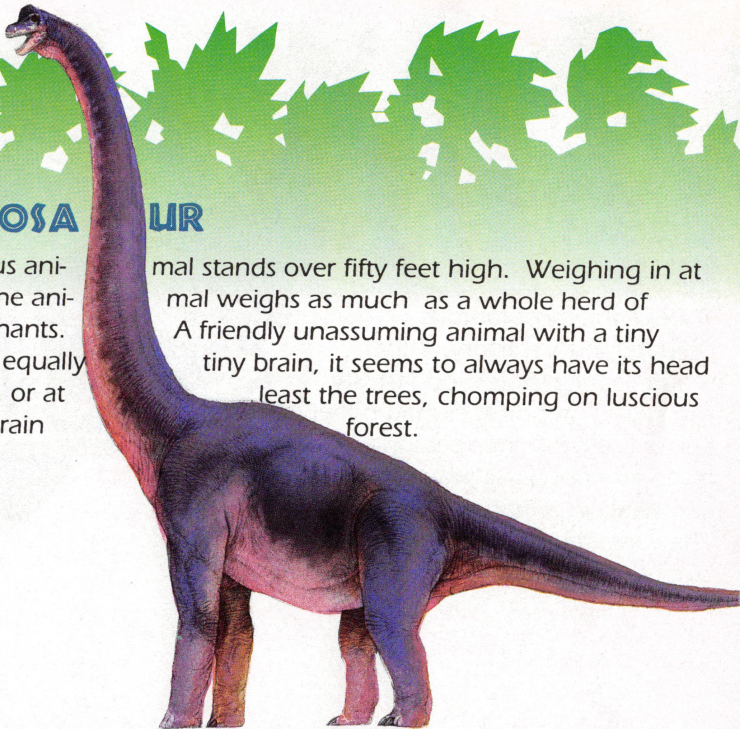 OSA UR
us ani- mal stands over fifty feet high. Weighing in at
he ani- mal weighs as much as a whole herd of
hants. A friendly unassuming animal with a tiny
equally tiny brain, it seems to always have its head
or at least the trees, chomping on luscious
rain forest.